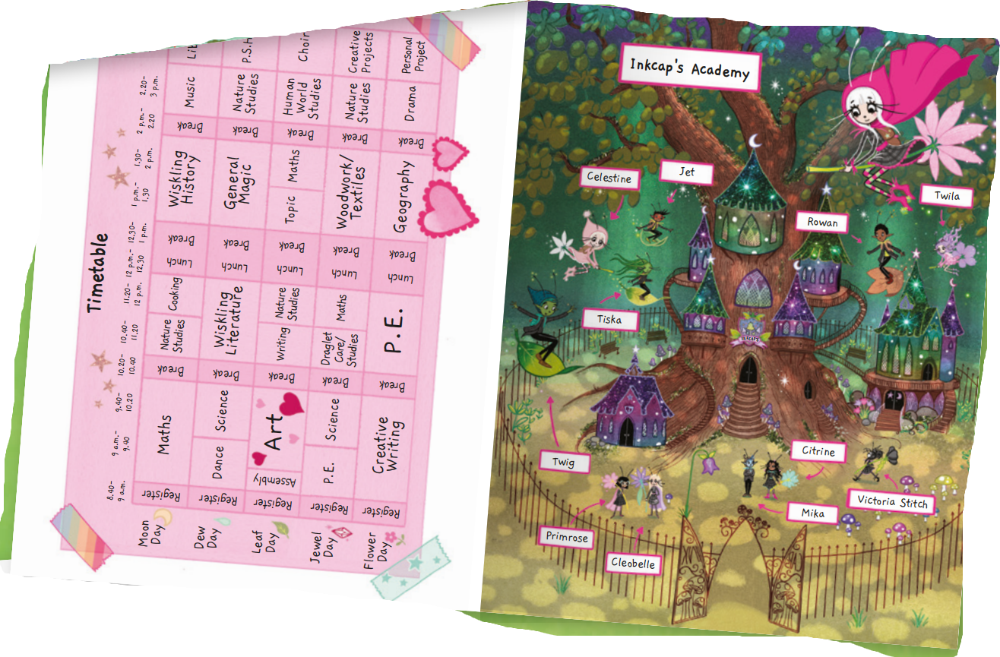 Timetable
8.40–
9 a.m.
9 a.m.–
9.40
9.40–
10.20
10.20–
10.40
10.40–
11.20
11.20–
12 p.m.
12 p.m.–
12.30
12.30–
1 p.m.
1 p.m.–
1.30
1.30–
2 p.m.
2 p.m.–
2.20
2.20–
3 p.m.
Moon
Day
Register
Maths
Break
Nature
Studies
Cooking
Lunch
Break
Wiskling
History
Break
Music
Dew
Day
Register
Dance
Science
Break
Wiskling
Literature
Lunch
Break
General
Magic
Break
Nature
Studies
P.S.H
Leaf
Day
Register
Assembly
Art
Break
Writing
Nature
Studies
Lunch
Break
Topic
Maths
Break
Human
World
Studies
Choir
Jewel
Day
Register
P.E.
Science
Break
Draglet
Care/
Studies
Maths
Lunch
Break
Woodwork/
Textiles
Break
Nature
Studies
Creative
Projects
Flower
Day
Register
Creative
Writing
Break
P.E.
Lunch
Break
Geography
Break
Drama
Personal
Project
Inkcap's Academy
Celestine
Jet
Twila
Rowan
Tiska
INKCAP'S
Twig
Citrine
Victoria Stitch
Mika
Primrose
Cleobelle